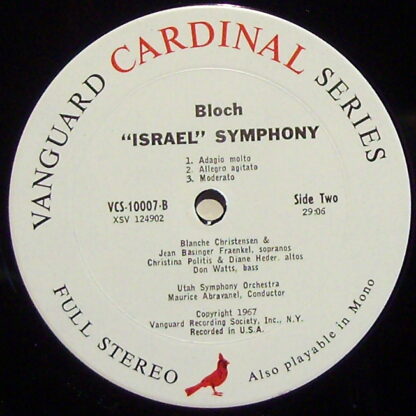 VANGUARD CARDINAL SERIES
Bloch
“ISRAEL” SYMPHONY
1. Adagio molto
2. Allegro agitato
3. Moderato
VCS-10007-B
XSV 124902
Side Two
29:06
Blanche Christensen &
Jean Basinger Fraenkel, sopranos
Christina Politis & Diane Heder, altos
Don Watts, bass
Utah Symphony Orchestra
Maurice Abravanel, Conductor
Copyright 1967
Vanguard Recording Society, Inc., N.Y.
Recorded in U.S.A.
FULL STEREO
Also playable in Mono